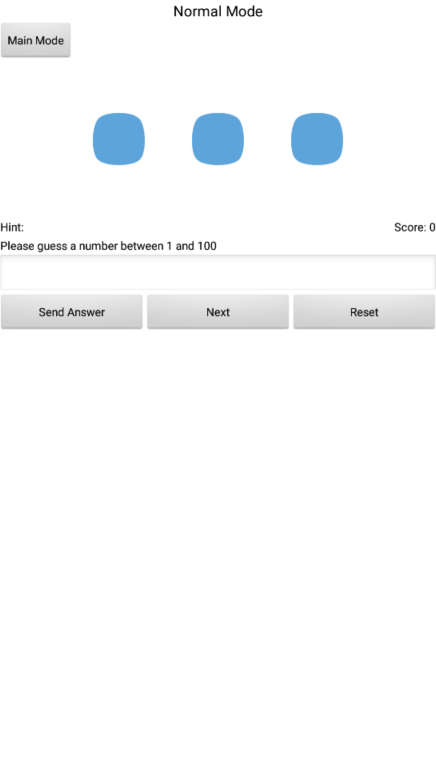 Normal Mode
Main Mode
Hint: Score: 0
Please guess a number between 1 and 100
Send Answer Next Reset